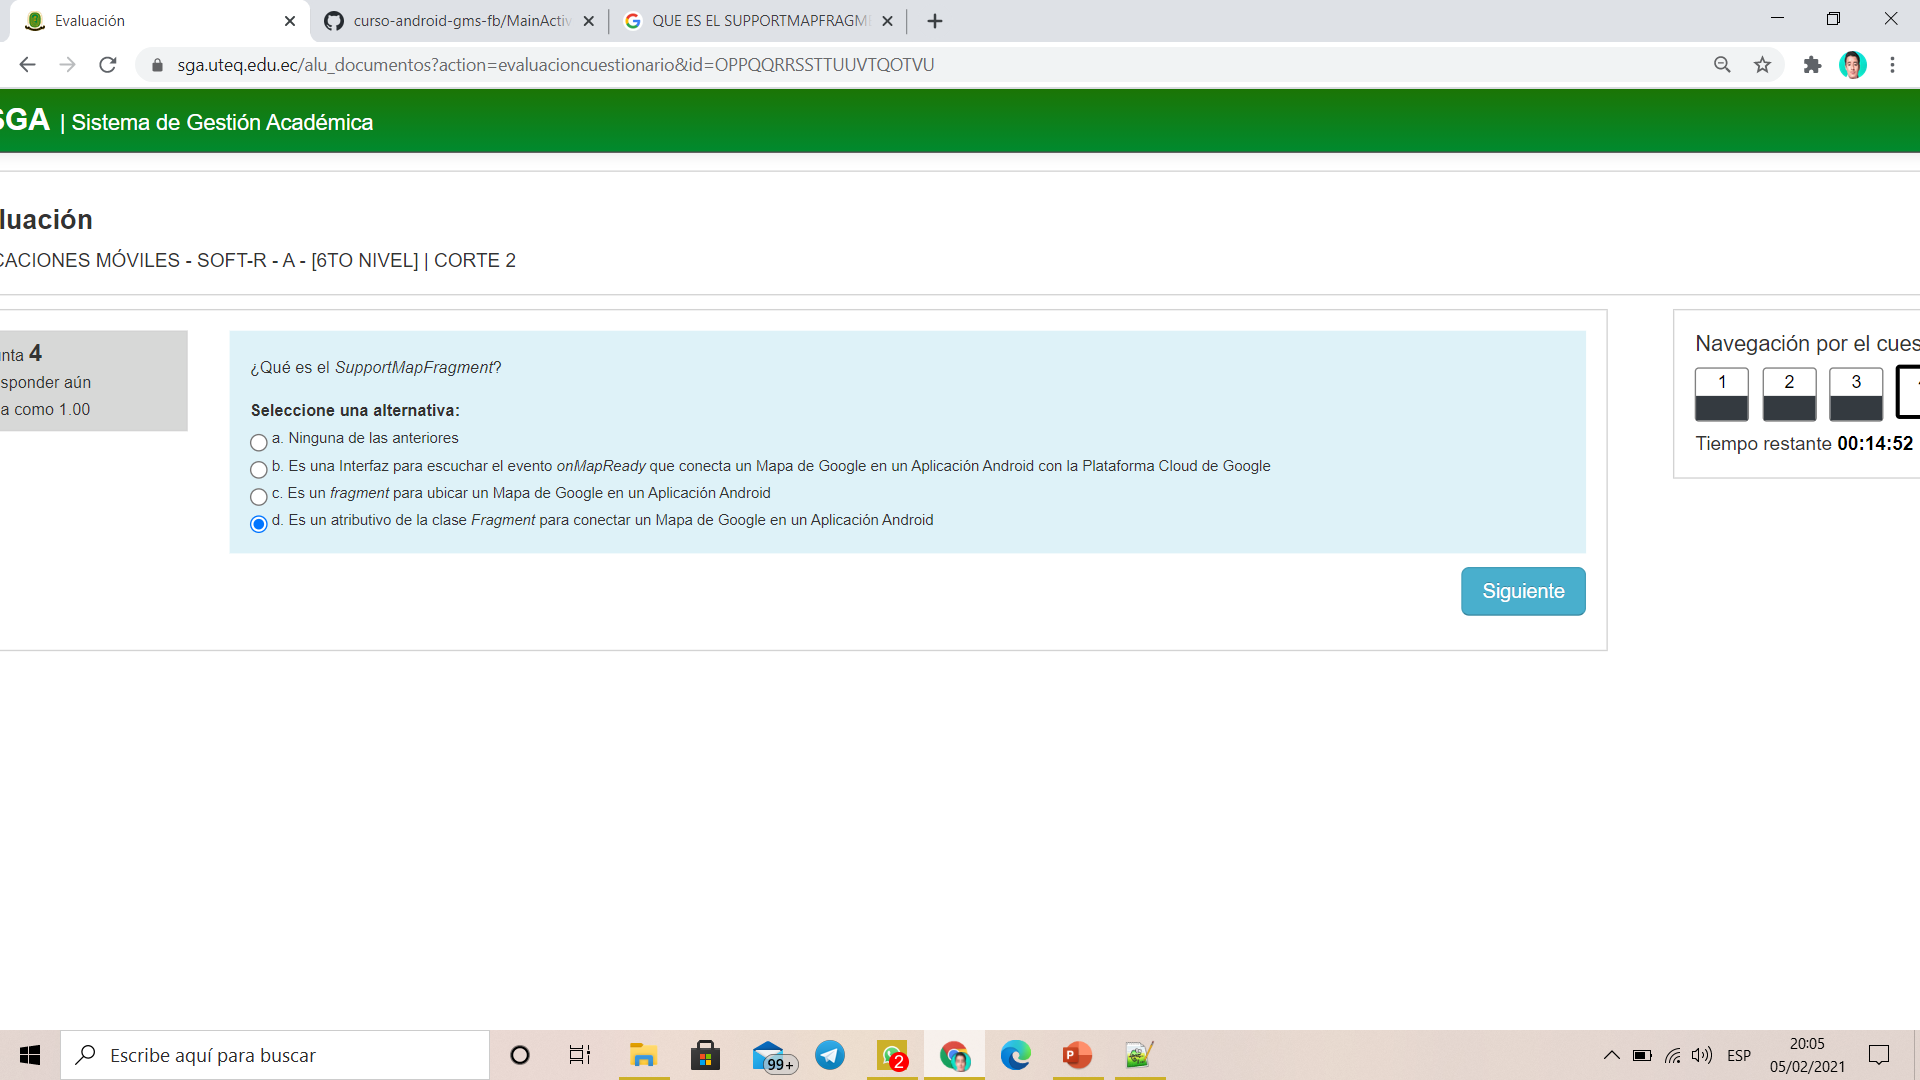 Evaluación
curso-android-gms-fb/MainActiv
QUE ES EL SUPPORTMAPFRAGME
sga.uteq.edu.ec/alu_documentos?action=evaluacioncuestionario&id=OPPQQRRSSTTUUVTQOTVU
SGA | Sistema de Gestión Académica
luación
CACIONES MÓVILES - SOFT-R - A - [6TO NIVEL] | CORTE 2
nta 4
sponder aún
a como 1.00
¿Qué es el SupportMapFragment?
Seleccione una alternativa:
a. Ninguna de las anteriores
b. Es una Interfaz para escuchar el evento onMapReady que conecta un Mapa de Google en un Aplicación Android con la Plataforma Cloud de Google
c. Es un fragment para ubicar un Mapa de Google en un Aplicación Android
d. Es un atributivo de la clase Fragment para conectar un Mapa de Google en un Aplicación Android
Siguiente
Navegación por el cues
1 2 3
Tiempo restante 00:14:52
Escribe aquí para buscar
99+
2
ESP
20:05
05/02/2021